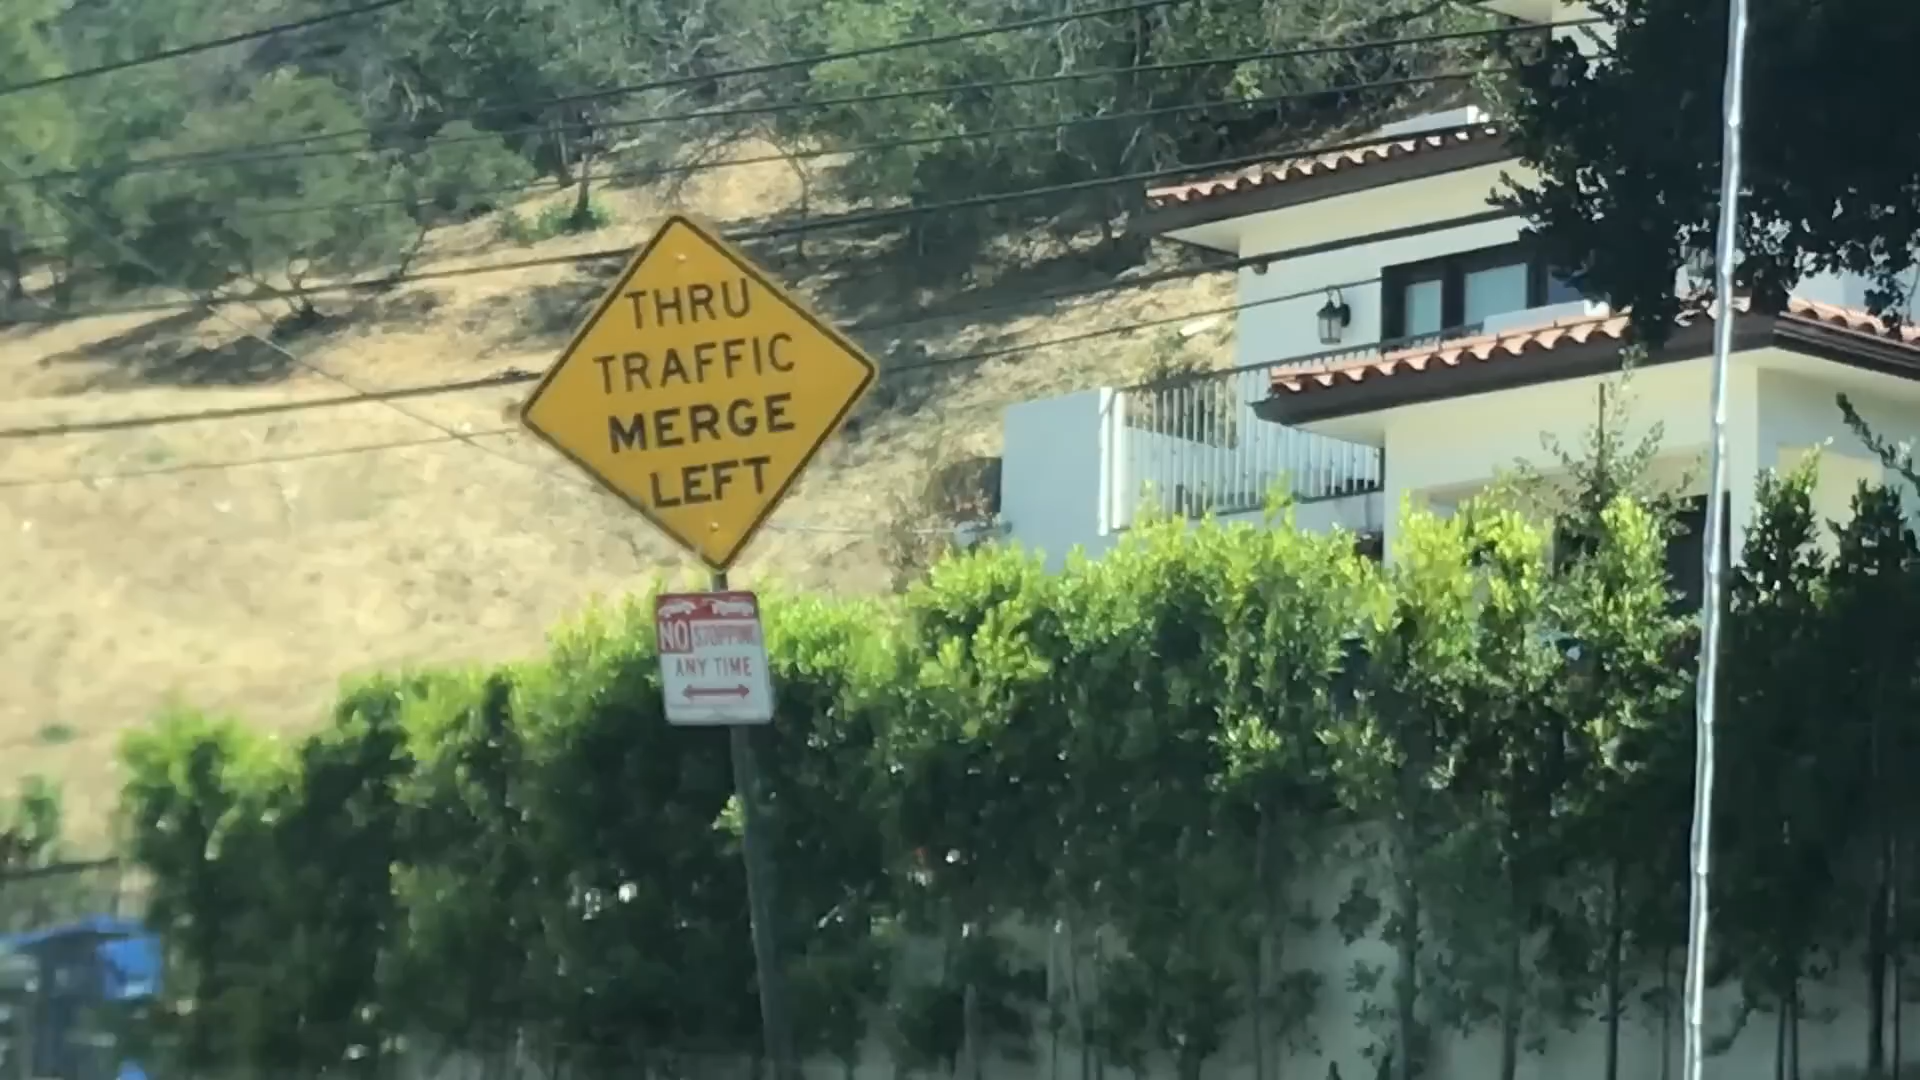 THRU
TRAFFIC
MERGE
LEFT
NO STOPPING
ANY TIME